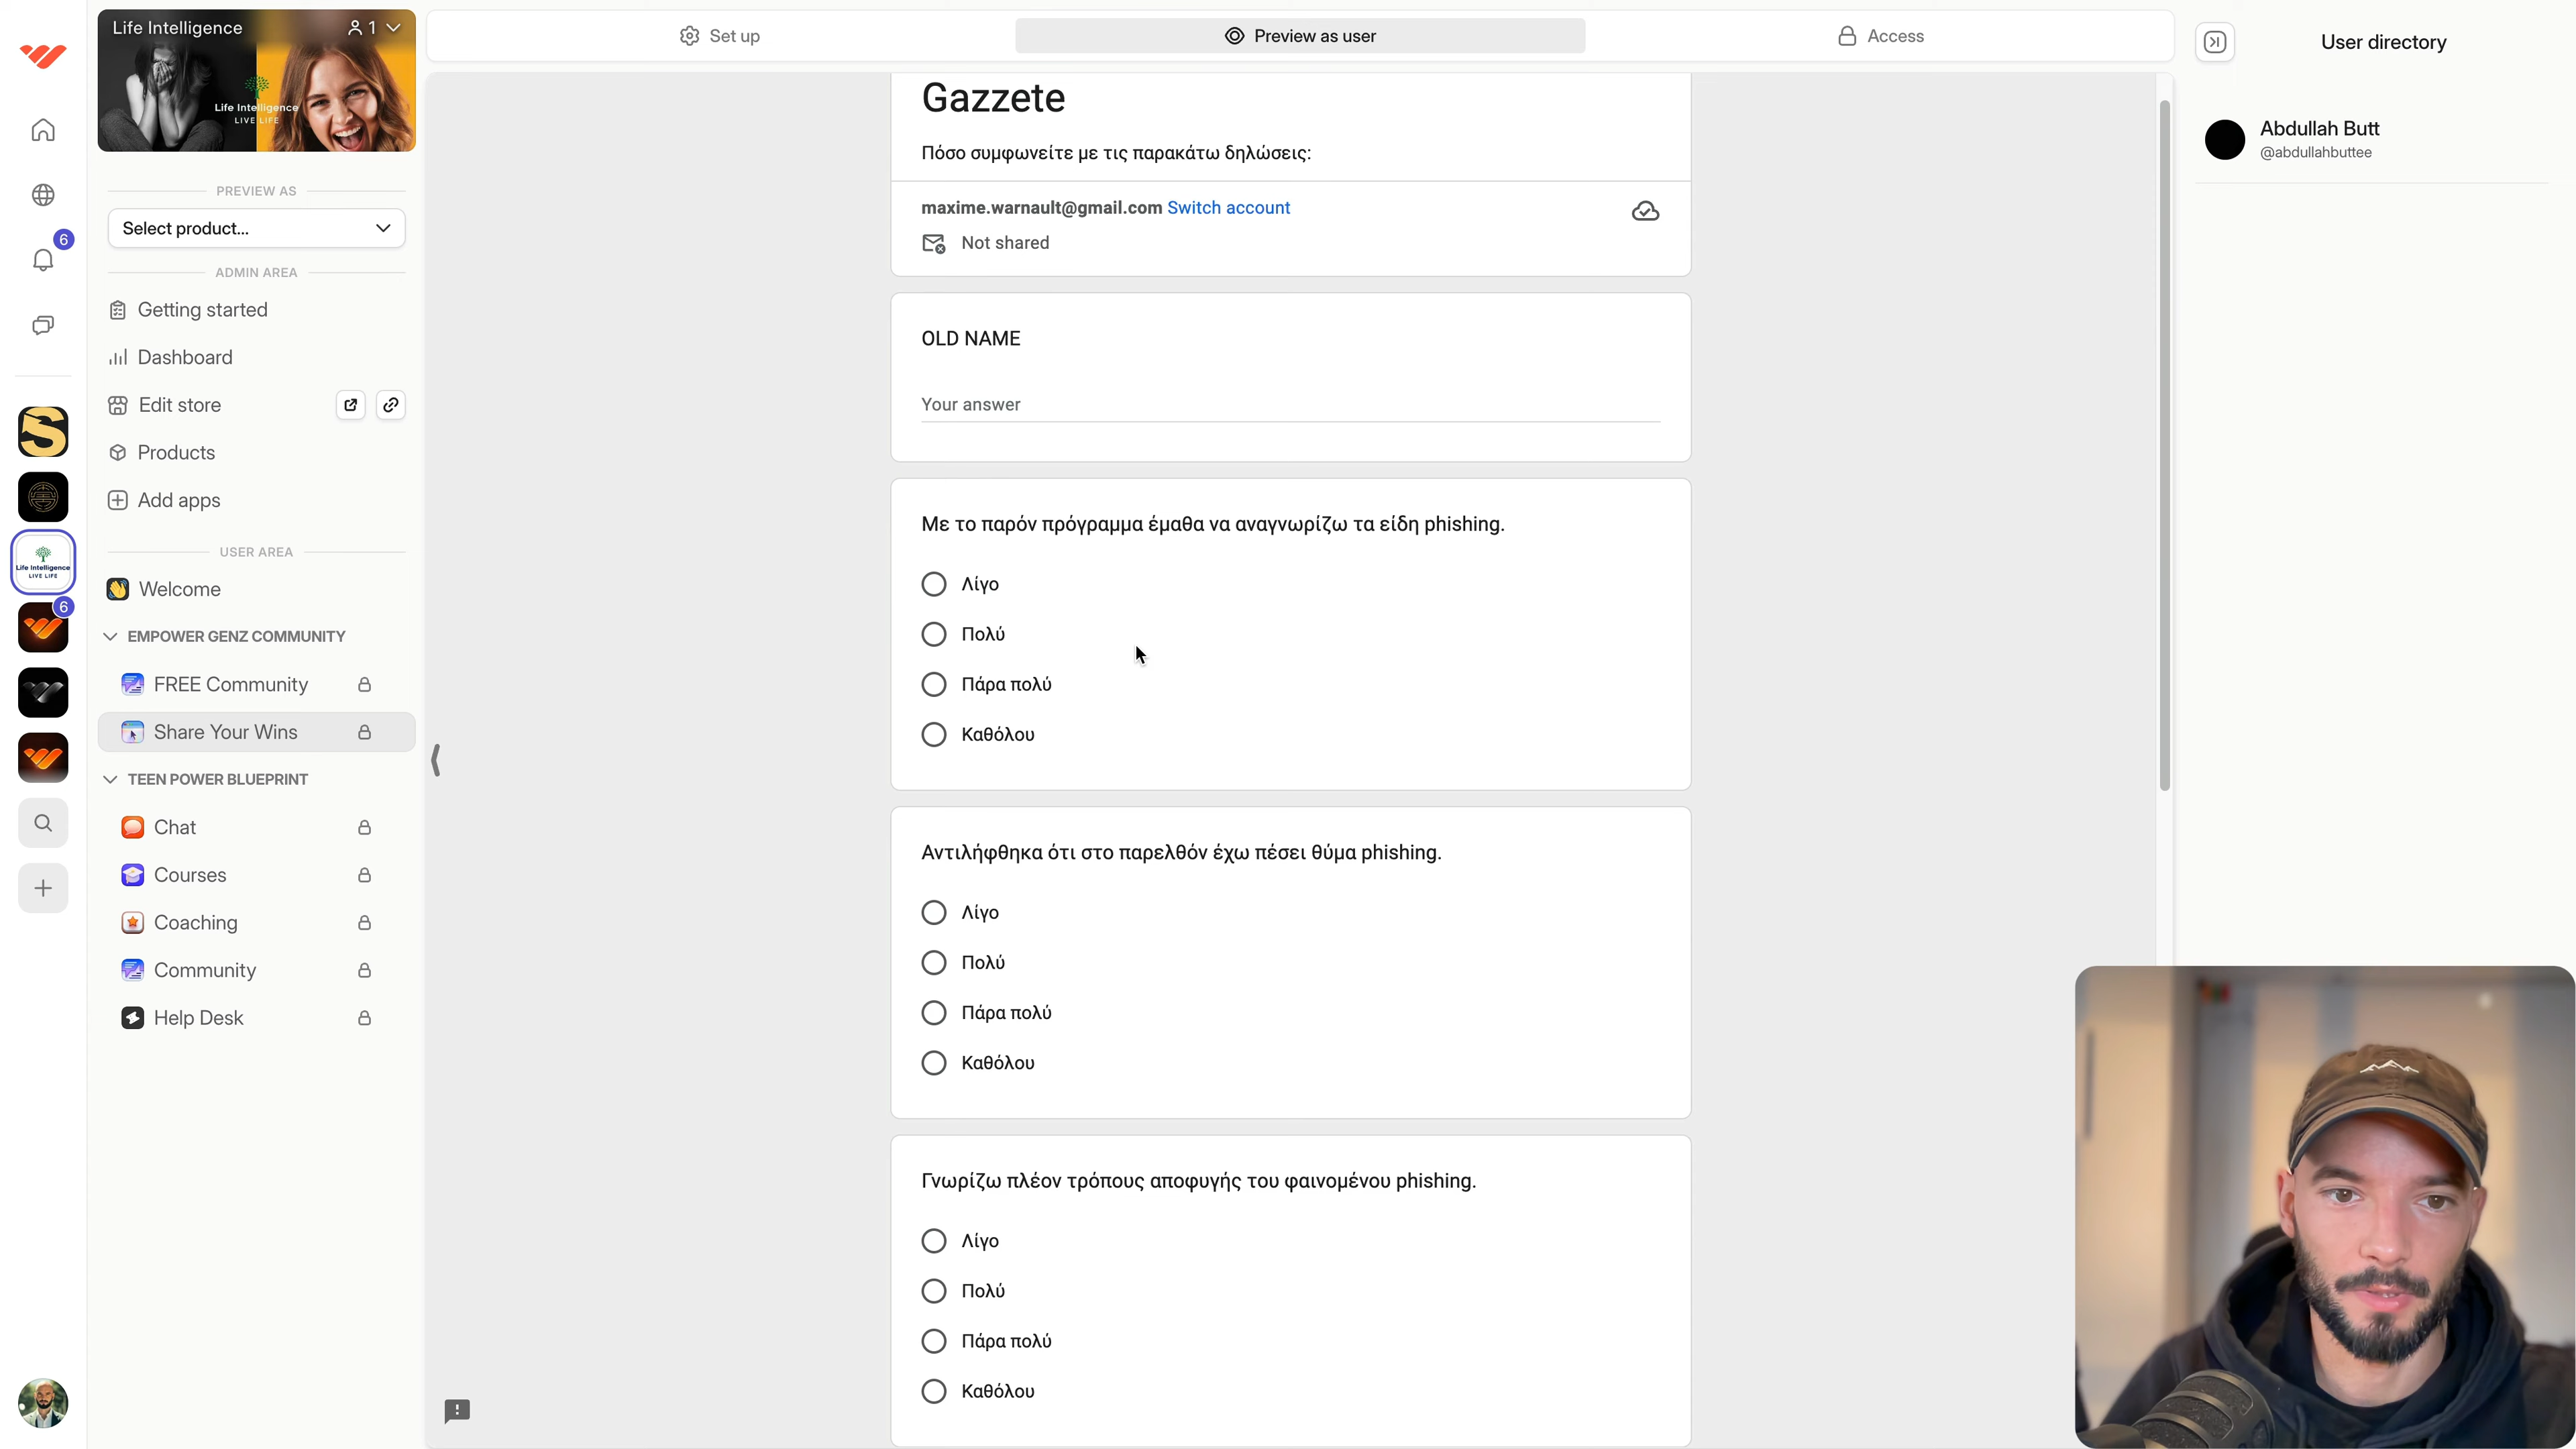 Life Intelligence
1
Life Intelligence
LIVE LIFE
PREVIEW AS
Select product...
ADMIN AREA
Getting started
Dashboard
Edit store
Products
Add apps
USER AREA
Welcome
EMPOWER GENZ COMMUNITY
FREE Community
Share Your Wins
TEEN POWER BLUEPRINT
Chat
Courses
Coaching
Community
Help Desk
6
S
Life Intelligence
LIVE LIFE
6
Set up
Preview as user
Access
Gazzete
Πόσο συμφωνείτε με τις παρακάτω δηλώσεις:
maxime.warnault@gmail.com Switch account
Not shared
OLD NAME
Your answer
Με το παρόν πρόγραμμα έμαθα να αναγνωρίζω τα είδη phishing.
Λίγο
Πολύ
Πάρα πολύ
Καθόλου
Αντιλήφθηκα ότι στο παρελθόν έχω πέσει θύμα phishing.
Λίγο
Πολύ
Πάρα πολύ
Καθόλου
Γνωρίζω πλέον τρόπους αποφυγής του φαινομένου phishing.
Λίγο
Πολύ
Πάρα πολύ
Καθόλου
User directory
Abdullah Butt
@abdullahbuttee